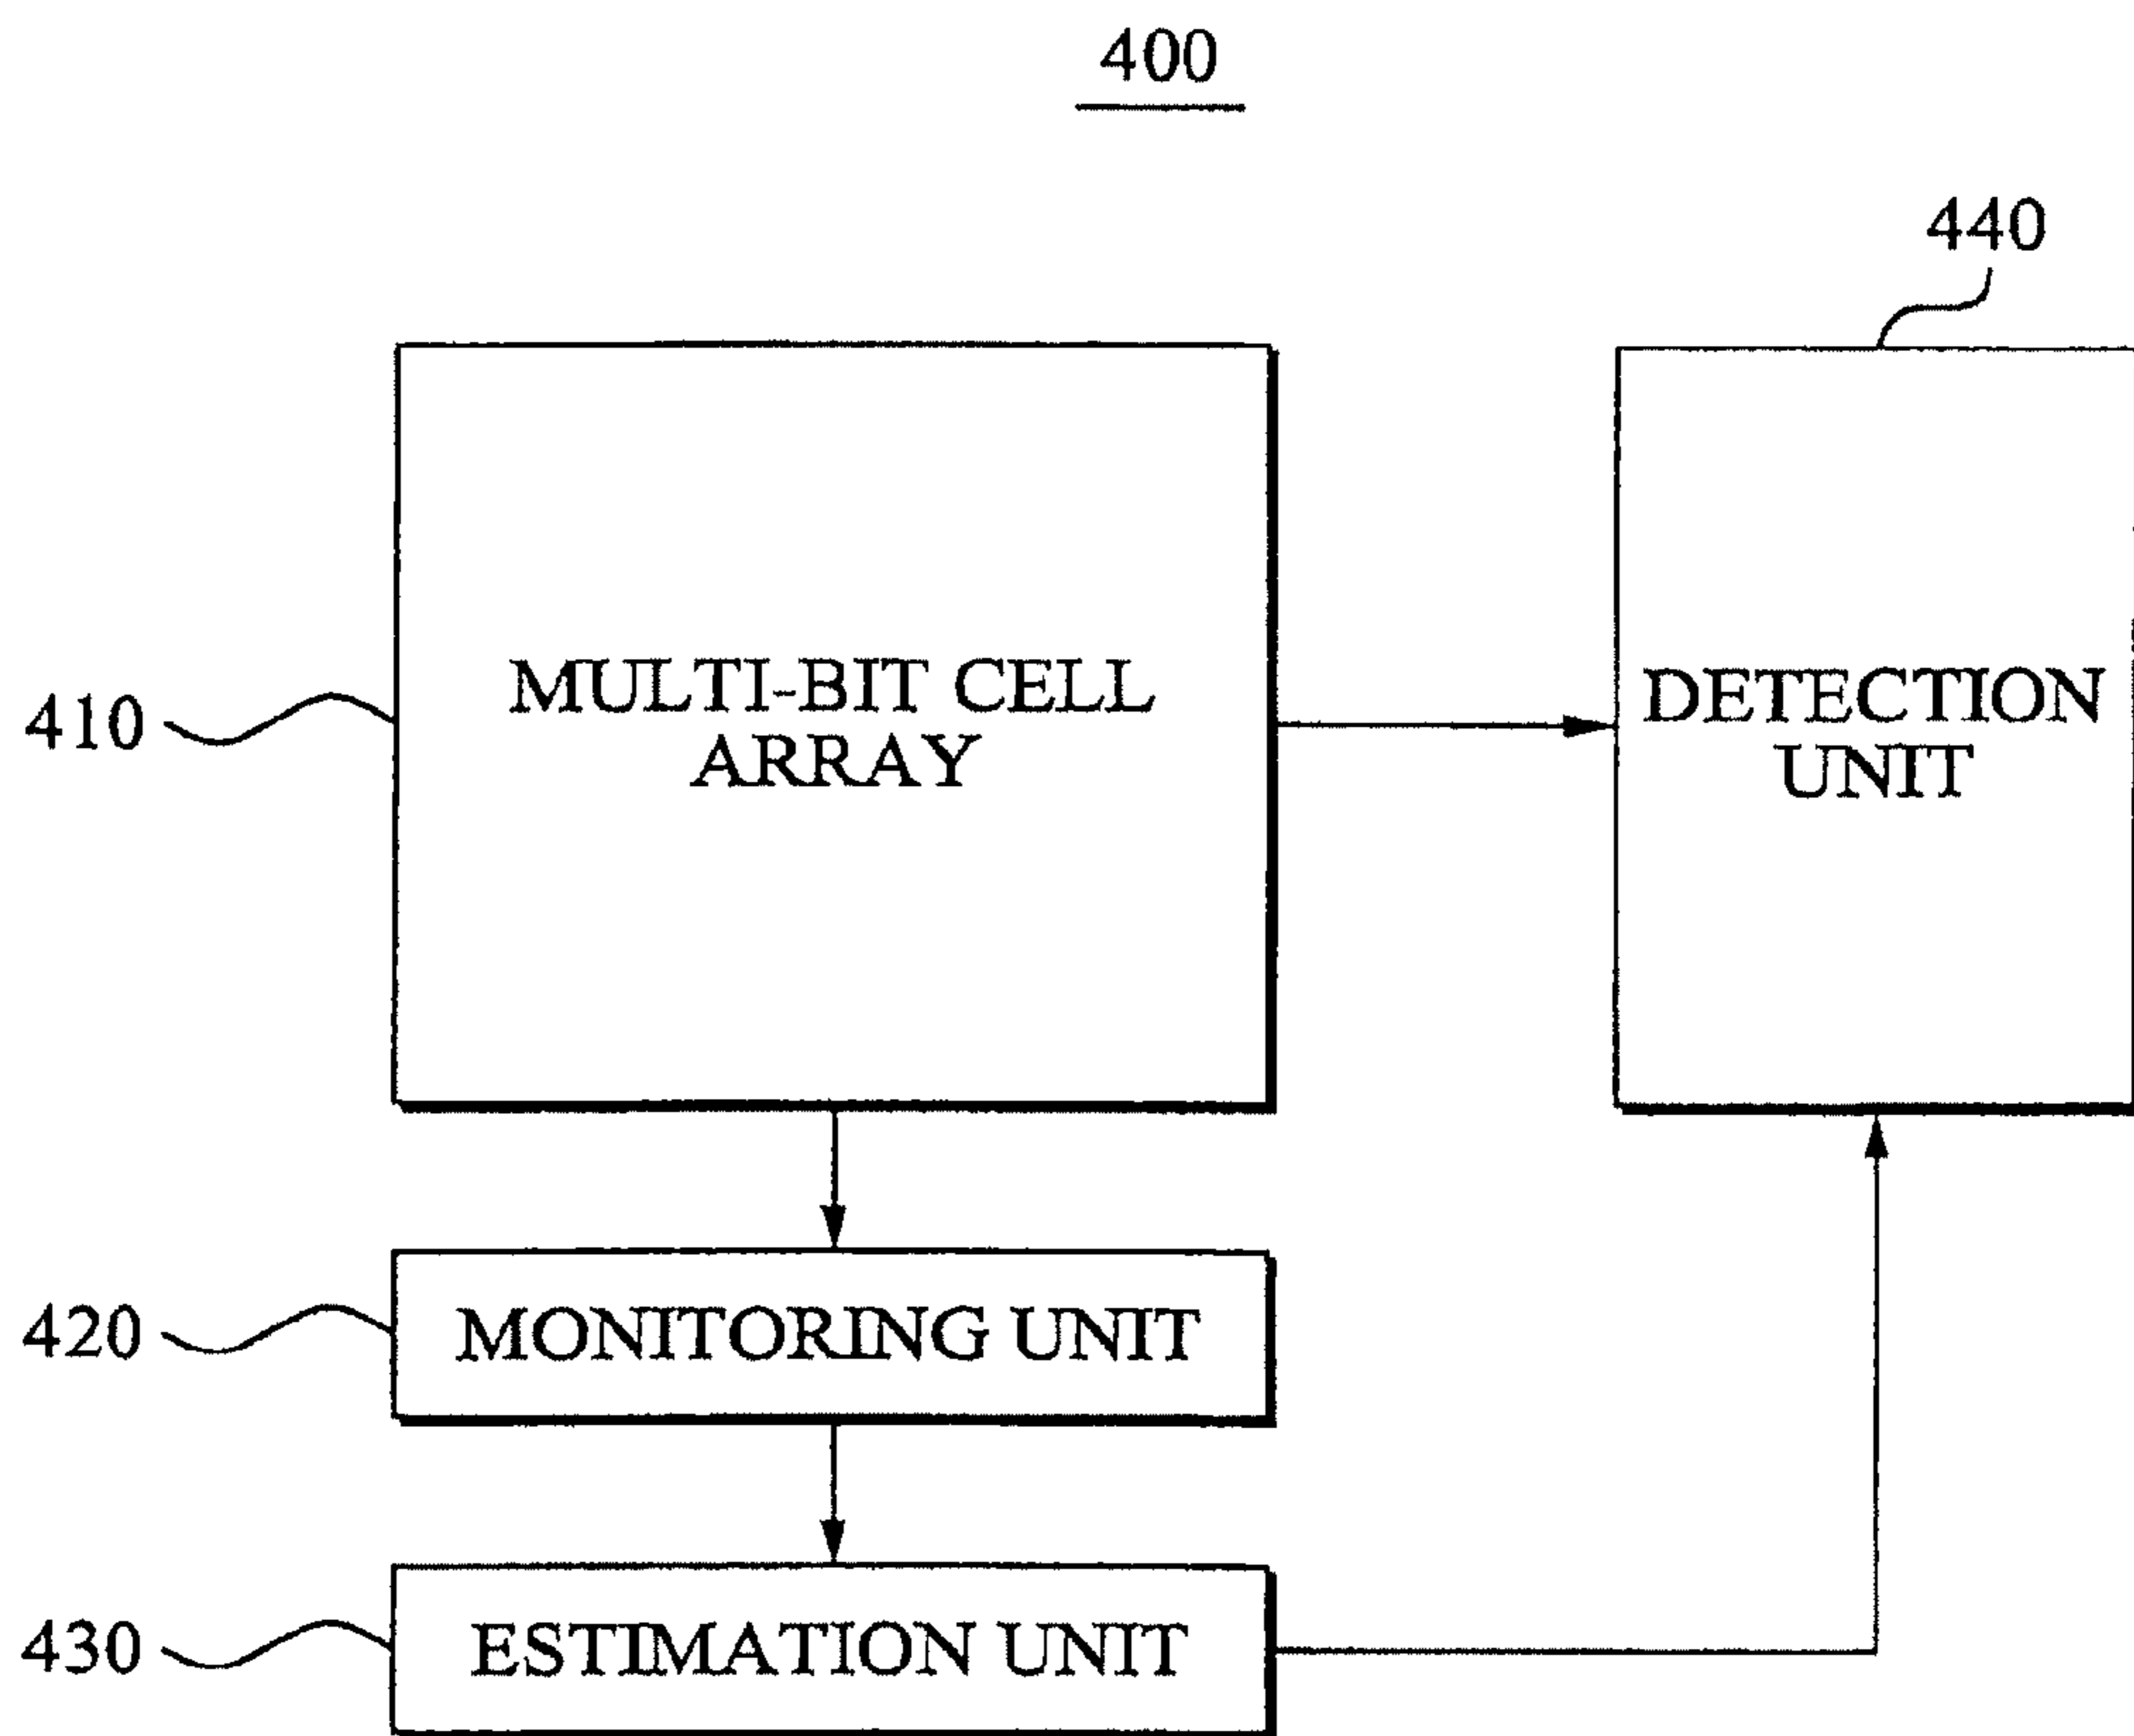 400
440
410
MULTI-BIT CELL
ARRAY
DETECTION
UNIT
420
MONITORING UNIT
430
ESTIMATION UNIT